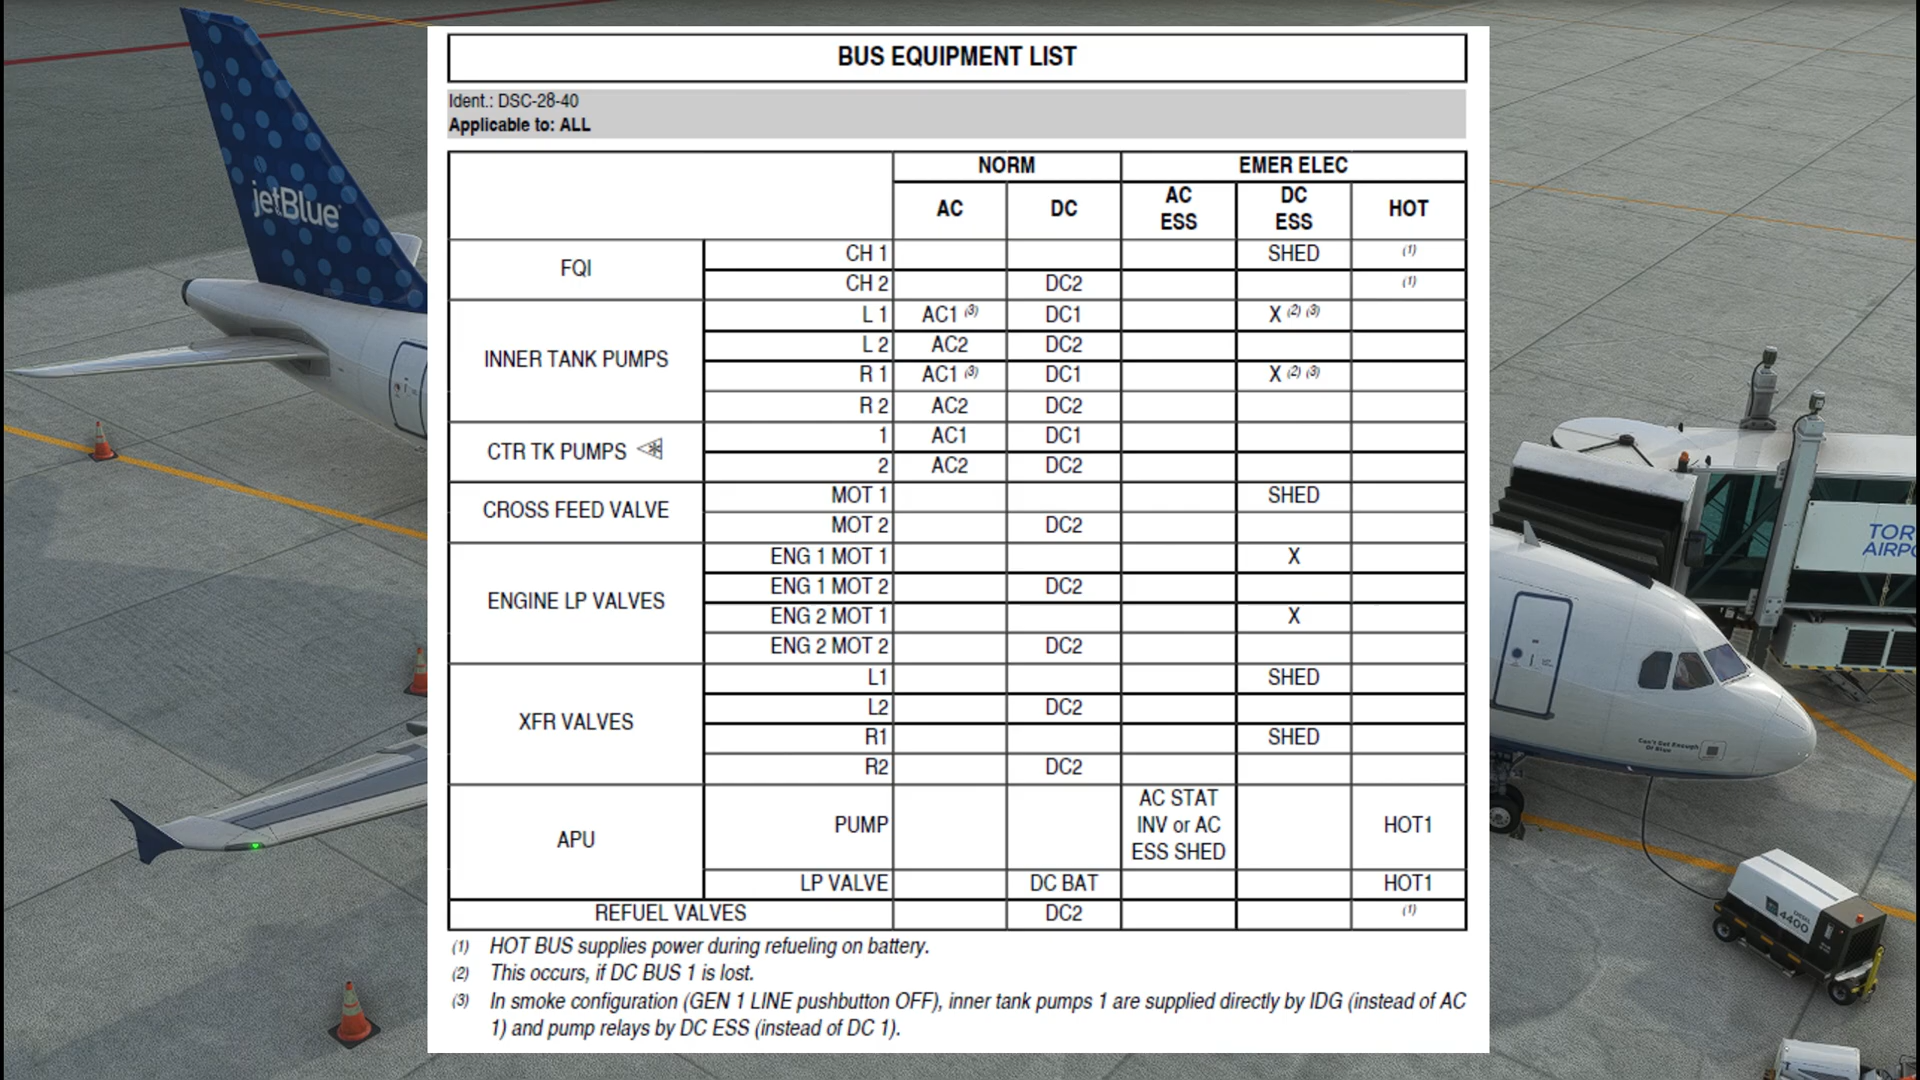 BUS EQUIPMENT LIST
Ident.: DSC-28-40
Applicable to: ALL
NORM EMER ELEC
AC DC AC ESS DC ESS HOT
FQI CH 1 SHED (1)
CH 2 DC2 (1)
INNER TANK PUMPS L 1 AC1 (3) DC1 X (2) (3)
L 2 AC2 DC2
R 1 AC1 (3) DC1 X (2) (3)
R 2 AC2 DC2
CTR TK PUMPS 1 AC1 DC1
2 AC2 DC2
CROSS FEED VALVE MOT 1 SHED
MOT 2 DC2
ENGINE LP VALVES ENG 1 MOT 1 X
ENG 1 MOT 2 DC2
ENG 2 MOT 1 X
ENG 2 MOT 2 DC2
XFR VALVES L1 SHED
L2 DC2
R1 SHED
R2 DC2
APU PUMP AC STAT INV or AC ESS SHED HOT1
LP VALVE DC BAT HOT1
REFUEL VALVES DC2 (1)
(1) HOT BUS supplies power during refueling on battery.
(2) This occurs, if DC BUS 1 is lost.
(3) In smoke configuration (GEN 1 LINE pushbutton OFF), inner tank pumps 1 are supplied directly by IDG (instead of AC
1) and pump relays by DC ESS (instead of DC 1).
jetBlue
TOR
AIRPO
Can't Get Enough
Of Blue
4400